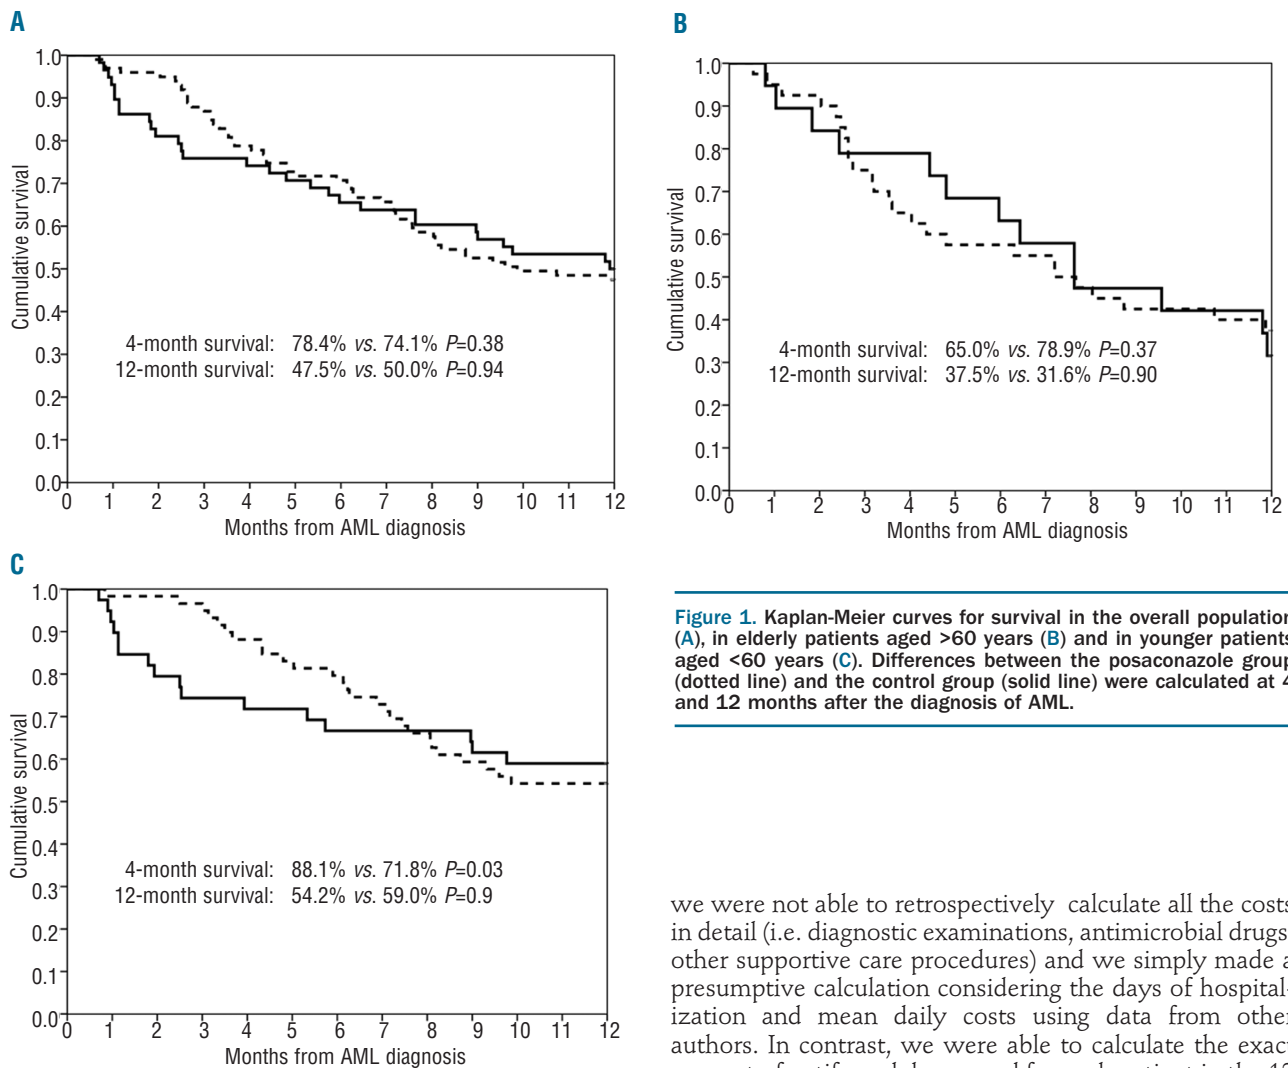 A
1.0
0.9
0.8
0.7
0.6
0.5
0.4
0.3
0.2
0.1
0.0
Cumulative survival
4-month survival: 78.4% vs. 74.1% P=0.38
12-month survival: 47.5% vs. 50.0% P=0.94
0 1 2 3 4 5 6 7 8 9 10 11 12
Months from AML diagnosis
B
1.0
0.9
0.8
0.7
0.6
0.5
0.4
0.3
0.2
0.1
0.0
Cumulative survival
4-month survival: 65.0% vs. 78.9% P=0.37
12-month survival: 37.5% vs. 31.6% P=0.90
0 1 2 3 4 5 6 7 8 9 10 11 12
Months from AML diagnosis
C
1.0
0.9
0.8
0.7
0.6
0.5
0.4
0.3
0.2
0.1
0.0
Cumulative survival
4-month survival: 88.1% vs. 71.8% P=0.03
12-month survival: 54.2% vs. 59.0% P=0.9
0 1 2 3 4 5 6 7 8 9 10 11 12
Months from AML diagnosis
Figure 1. Kaplan-Meier curves for survival in the overall population
(A), in elderly patients aged >60 years (B) and in younger patients
aged <60 years (C). Differences between the posaconazole group
(dotted line) and the control group (solid line) were calculated at 4
and 12 months after the diagnosis of AML.
we were not able to retrospectively calculate all the costs
in detail (i.e. diagnostic examinations, antimicrobial drugs
other supportive care procedures) and we simply made a
presumptive calculation considering the days of hospital-
ization and mean daily costs using data from other
authors. In contrast, we were able to calculate the exact